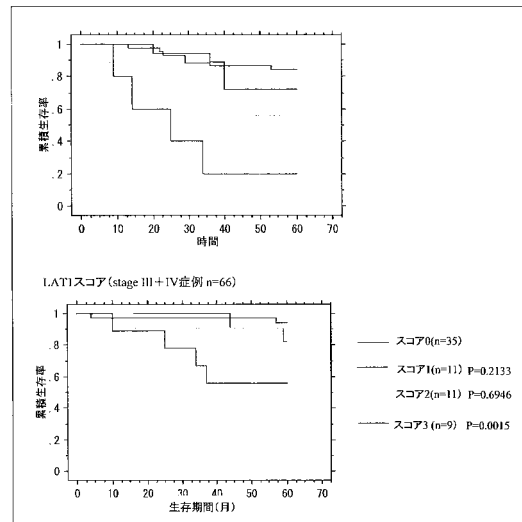 累積生存率
1
.8
.6
.4
.2
0
0 10 20 30 40 50 60 70
時間
LAT1スコア(stage III+IV症例 n=66)
累積生存率
1
.8
.6
.4
.2
0
0 10 20 30 40 50 60 70
生存期間(月)
スコア0(n=35)
スコア1(n=11) P=0.2133
スコア2(n=11) P=0.6946
スコア3(n=9) P=0.0015